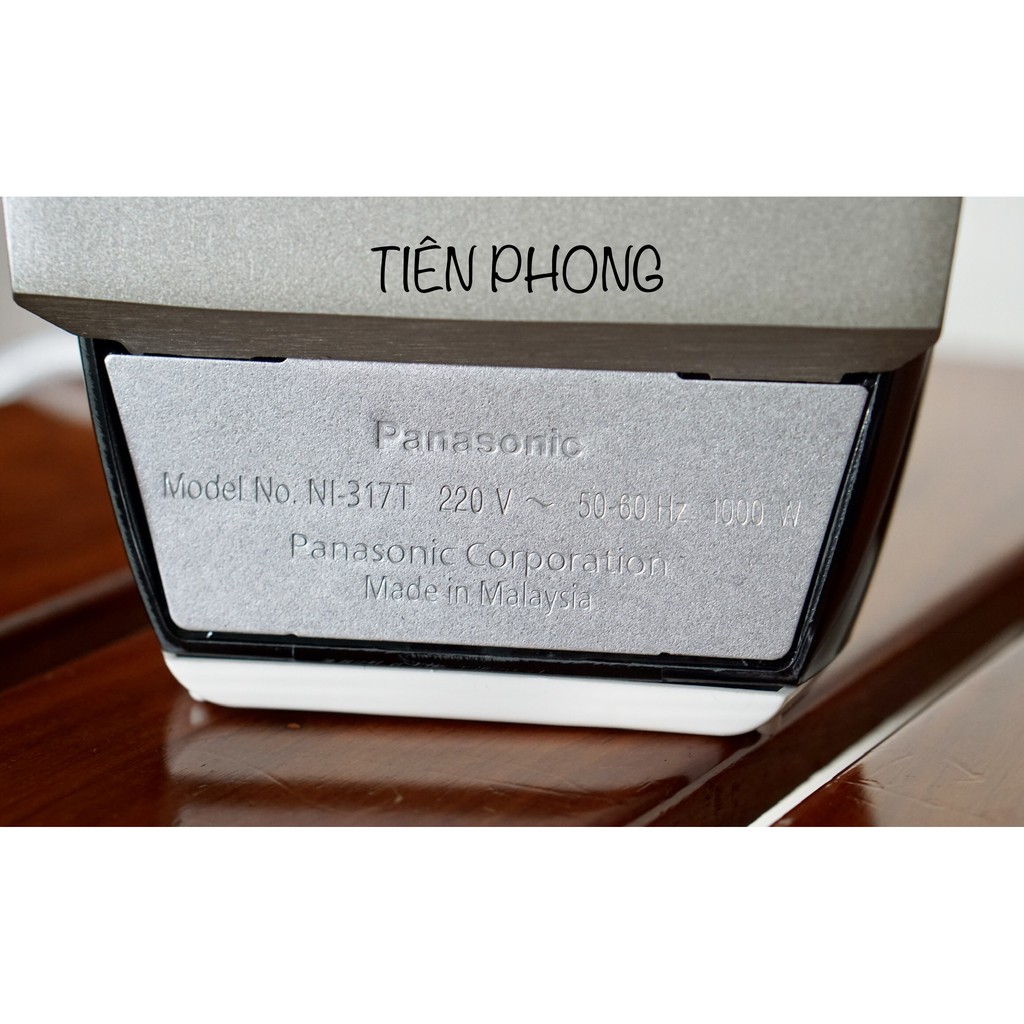 TIÊN PHONG
Panasonic
Model No. NI-317T 220 V ~ 50-60 Hz 1000 W
Panasonic Corporation
Made in Malaysia